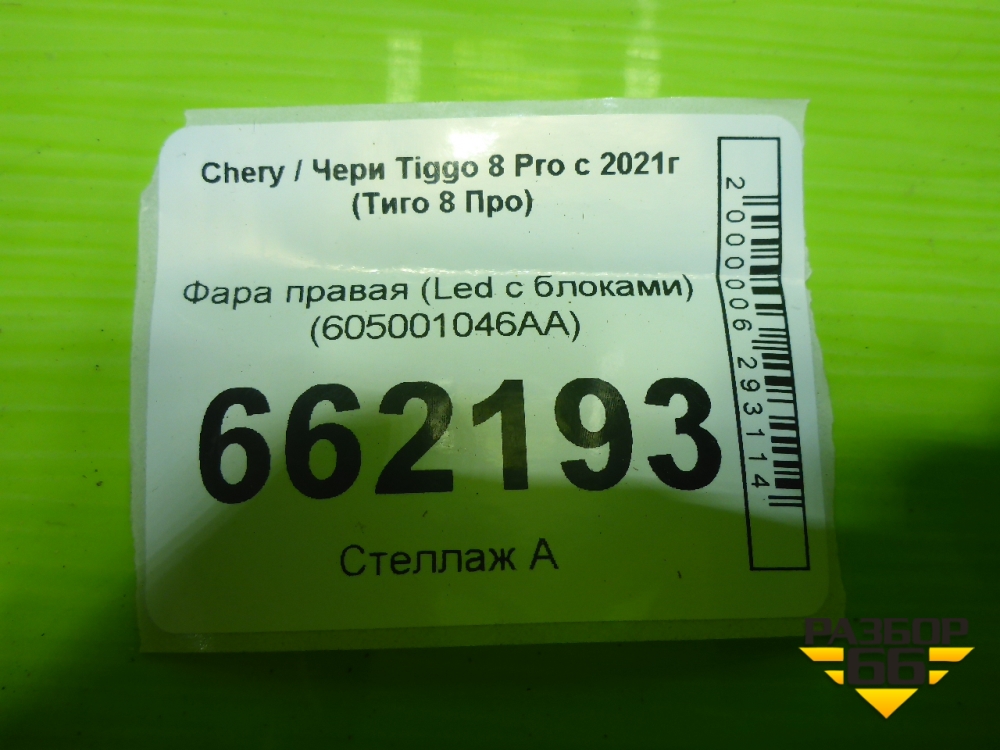 Chery / Чери Tiggo 8 Pro с 2021г
(Тиго 8 Про)
Фара правая (Led с блоками)
(605001046AA)
662193
Стеллаж А
2000006293114
РАЗБОР
66